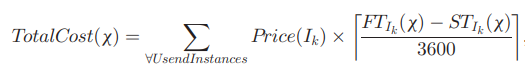 TotalCost(χ) = ∑ Price(I_k) × ⌈(FT_{I_k}(χ) − ST_{I_k}(χ))/3600⌉.
∀UsendInstances